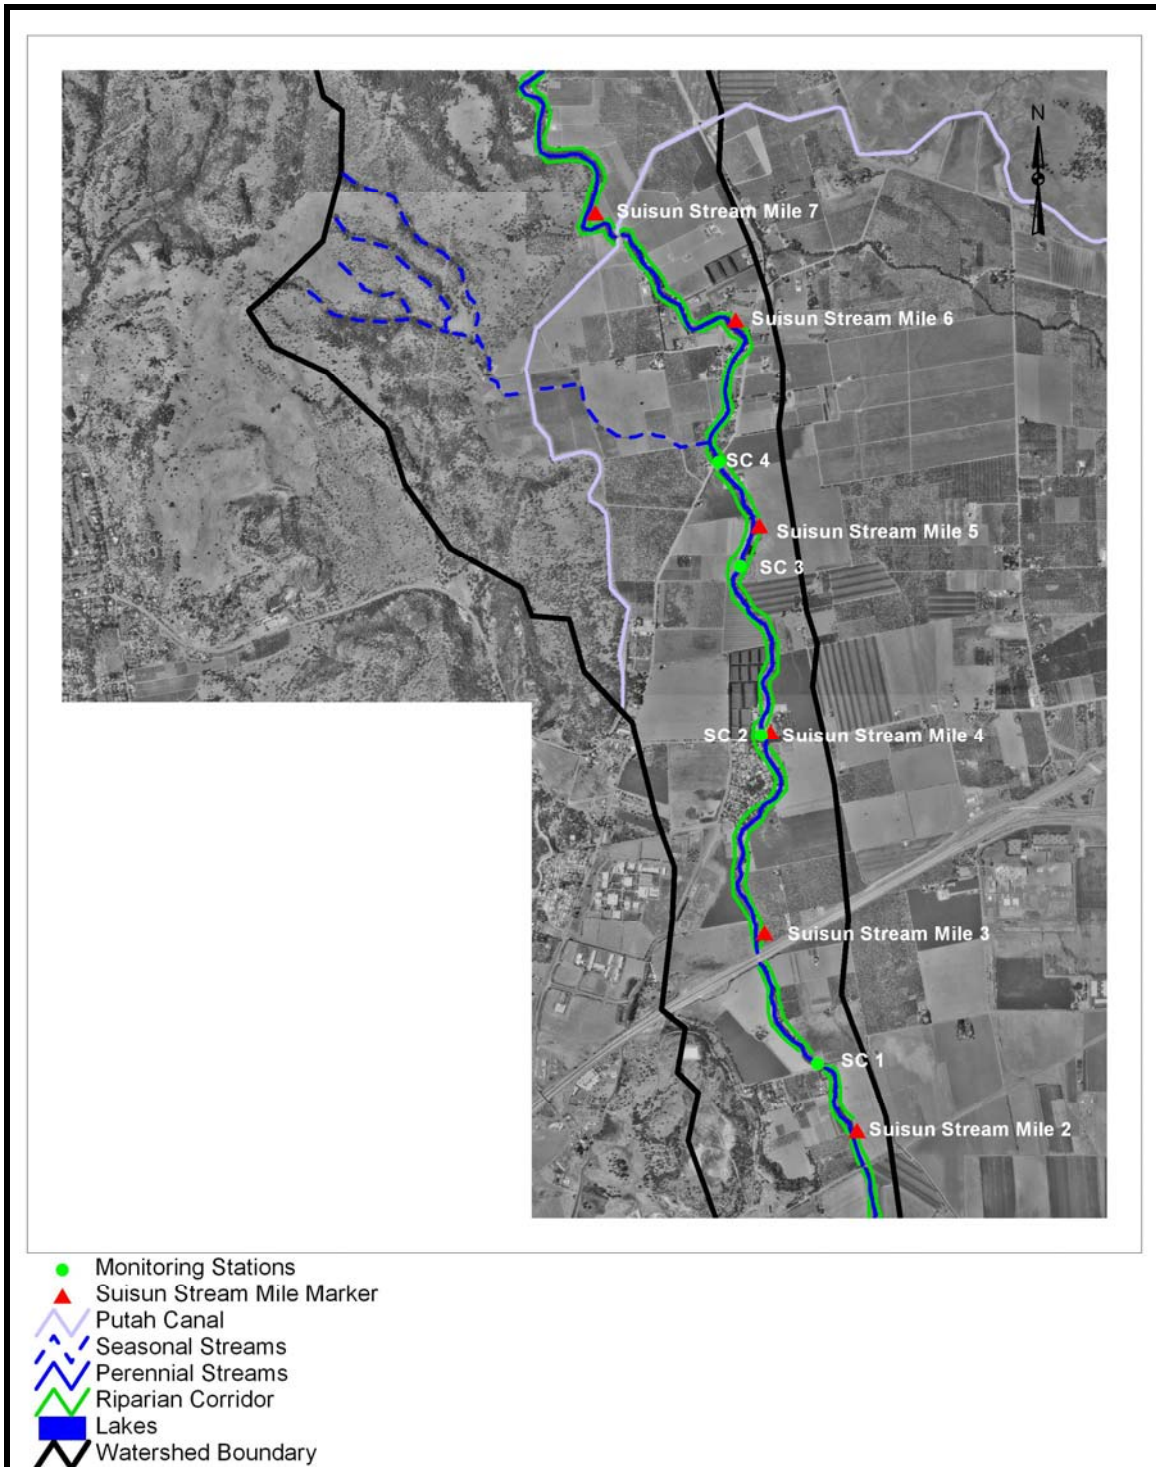 N
Suisun Stream Mile 7
Suisun Stream Mile 6
SC 4
Suisun Stream Mile 5
SC 3
SC 2
Suisun Stream Mile 4
Suisun Stream Mile 3
SC 1
Suisun Stream Mile 2
Monitoring Stations
Suisun Stream Mile Marker
Putah Canal
Seasonal Streams
Perennial Streams
Riparian Corridor
Lakes
Watershed Boundary